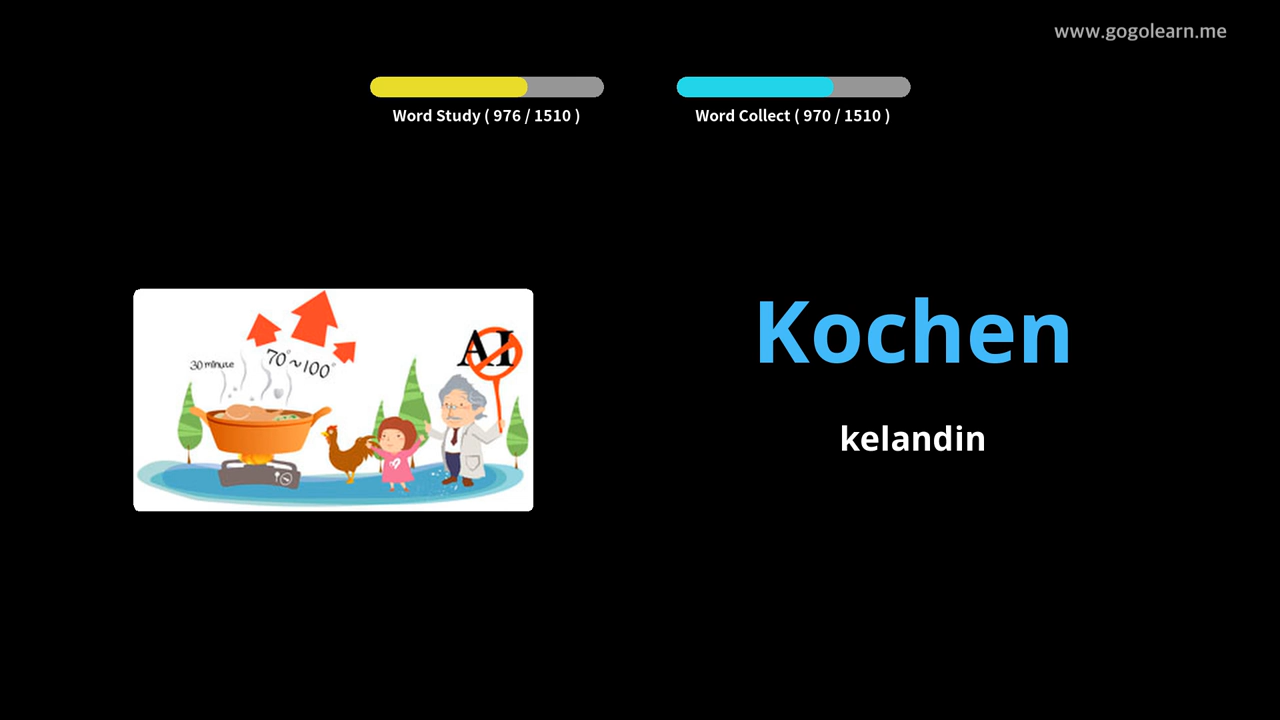 www.gogolearn.me
Word Study ( 976 / 1510 )
Word Collect ( 970 / 1510 )
30 minute
70°~100°
AI
Kochen
kelandin